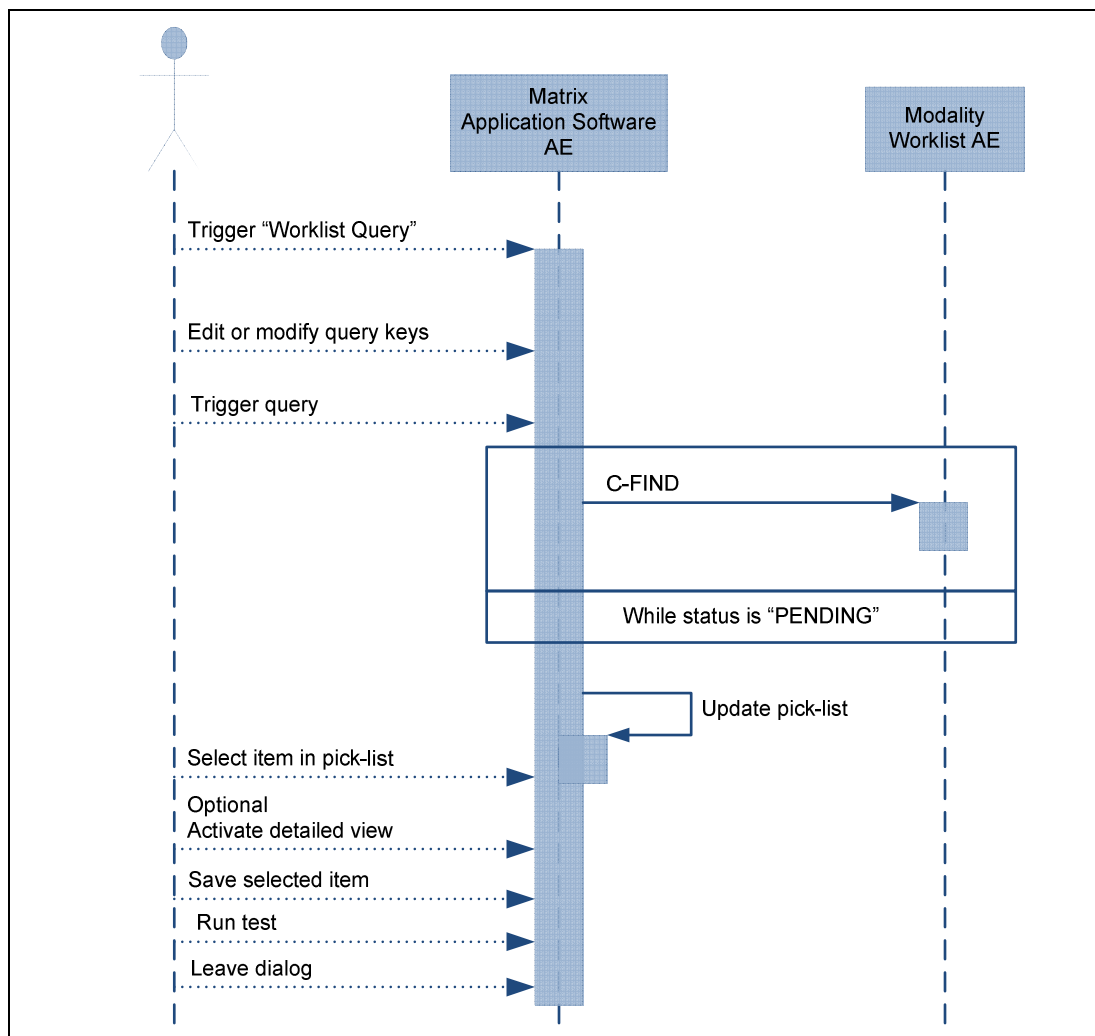 Matrix
Application Software
AE
Modality
Worklist AE
Trigger “Worklist Query”
Edit or modify query keys
Trigger query
C-FIND
While status is “PENDING”
Update pick-list
Select item in pick-list
Optional
Activate detailed view
Save selected item
Run test
Leave dialog